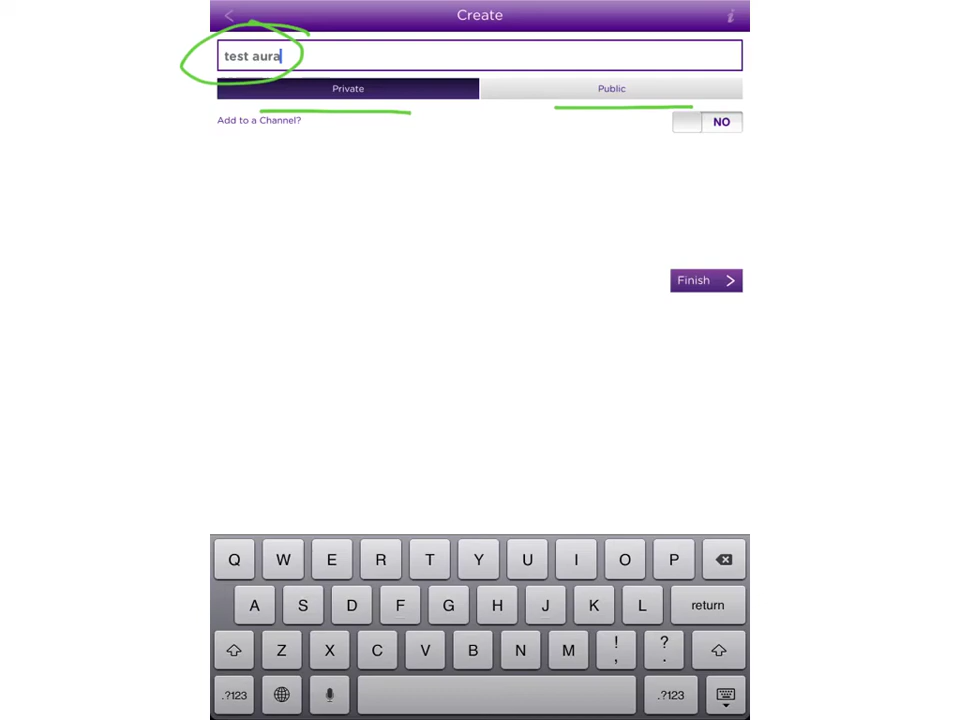 Create
test aura
Private Public
Add to a Channel? NO
Finish
Q W E R T Y U I O P
A S D F G H J K L return
Z X C V B N M ! , ? .
.?123 .?123